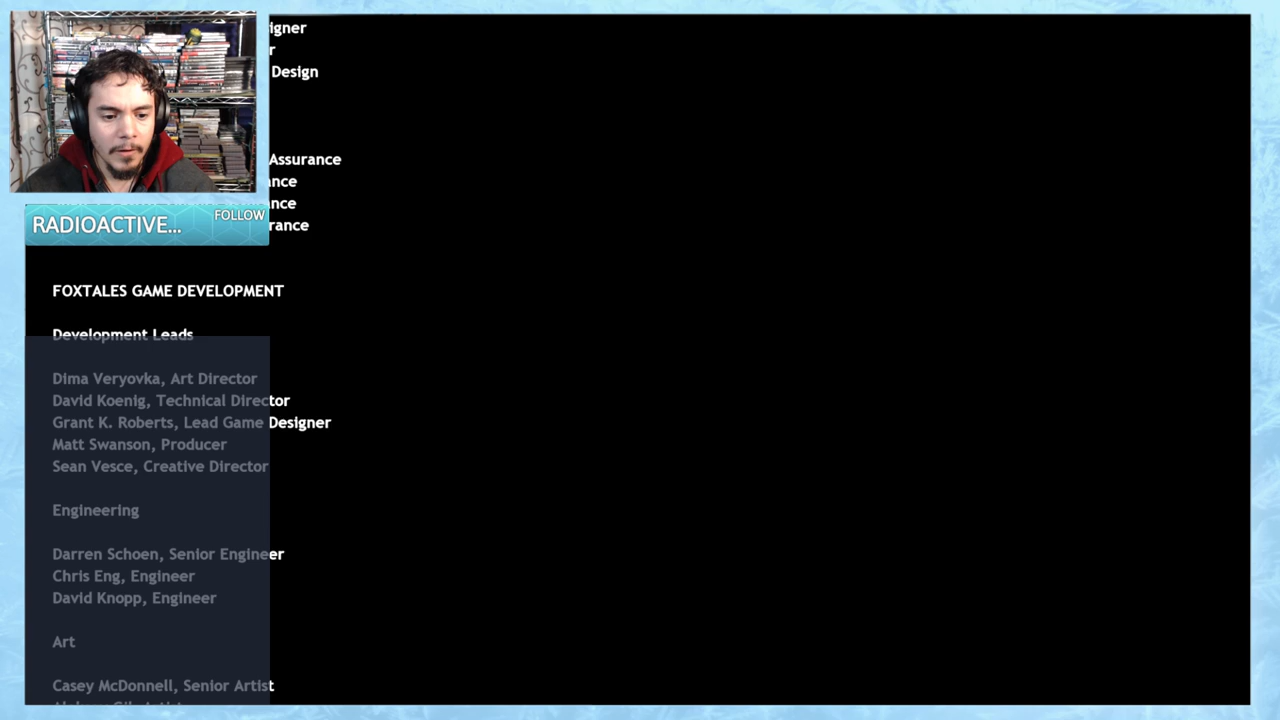 igner
r
Design
Assurance
ance
ance
rance
RADIOACTIVE...
FOLLOW
FOXTALES GAME DEVELOPMENT
Development Leads
Dima Veryovka, Art Director
David Koenig, Technical Director
Grant K. Roberts, Lead Game Designer
Matt Swanson, Producer
Sean Vesce, Creative Director
Engineering
Darren Schoen, Senior Engineer
Chris Eng, Engineer
David Knopp, Engineer
Art
Casey McDonnell, Senior Artist